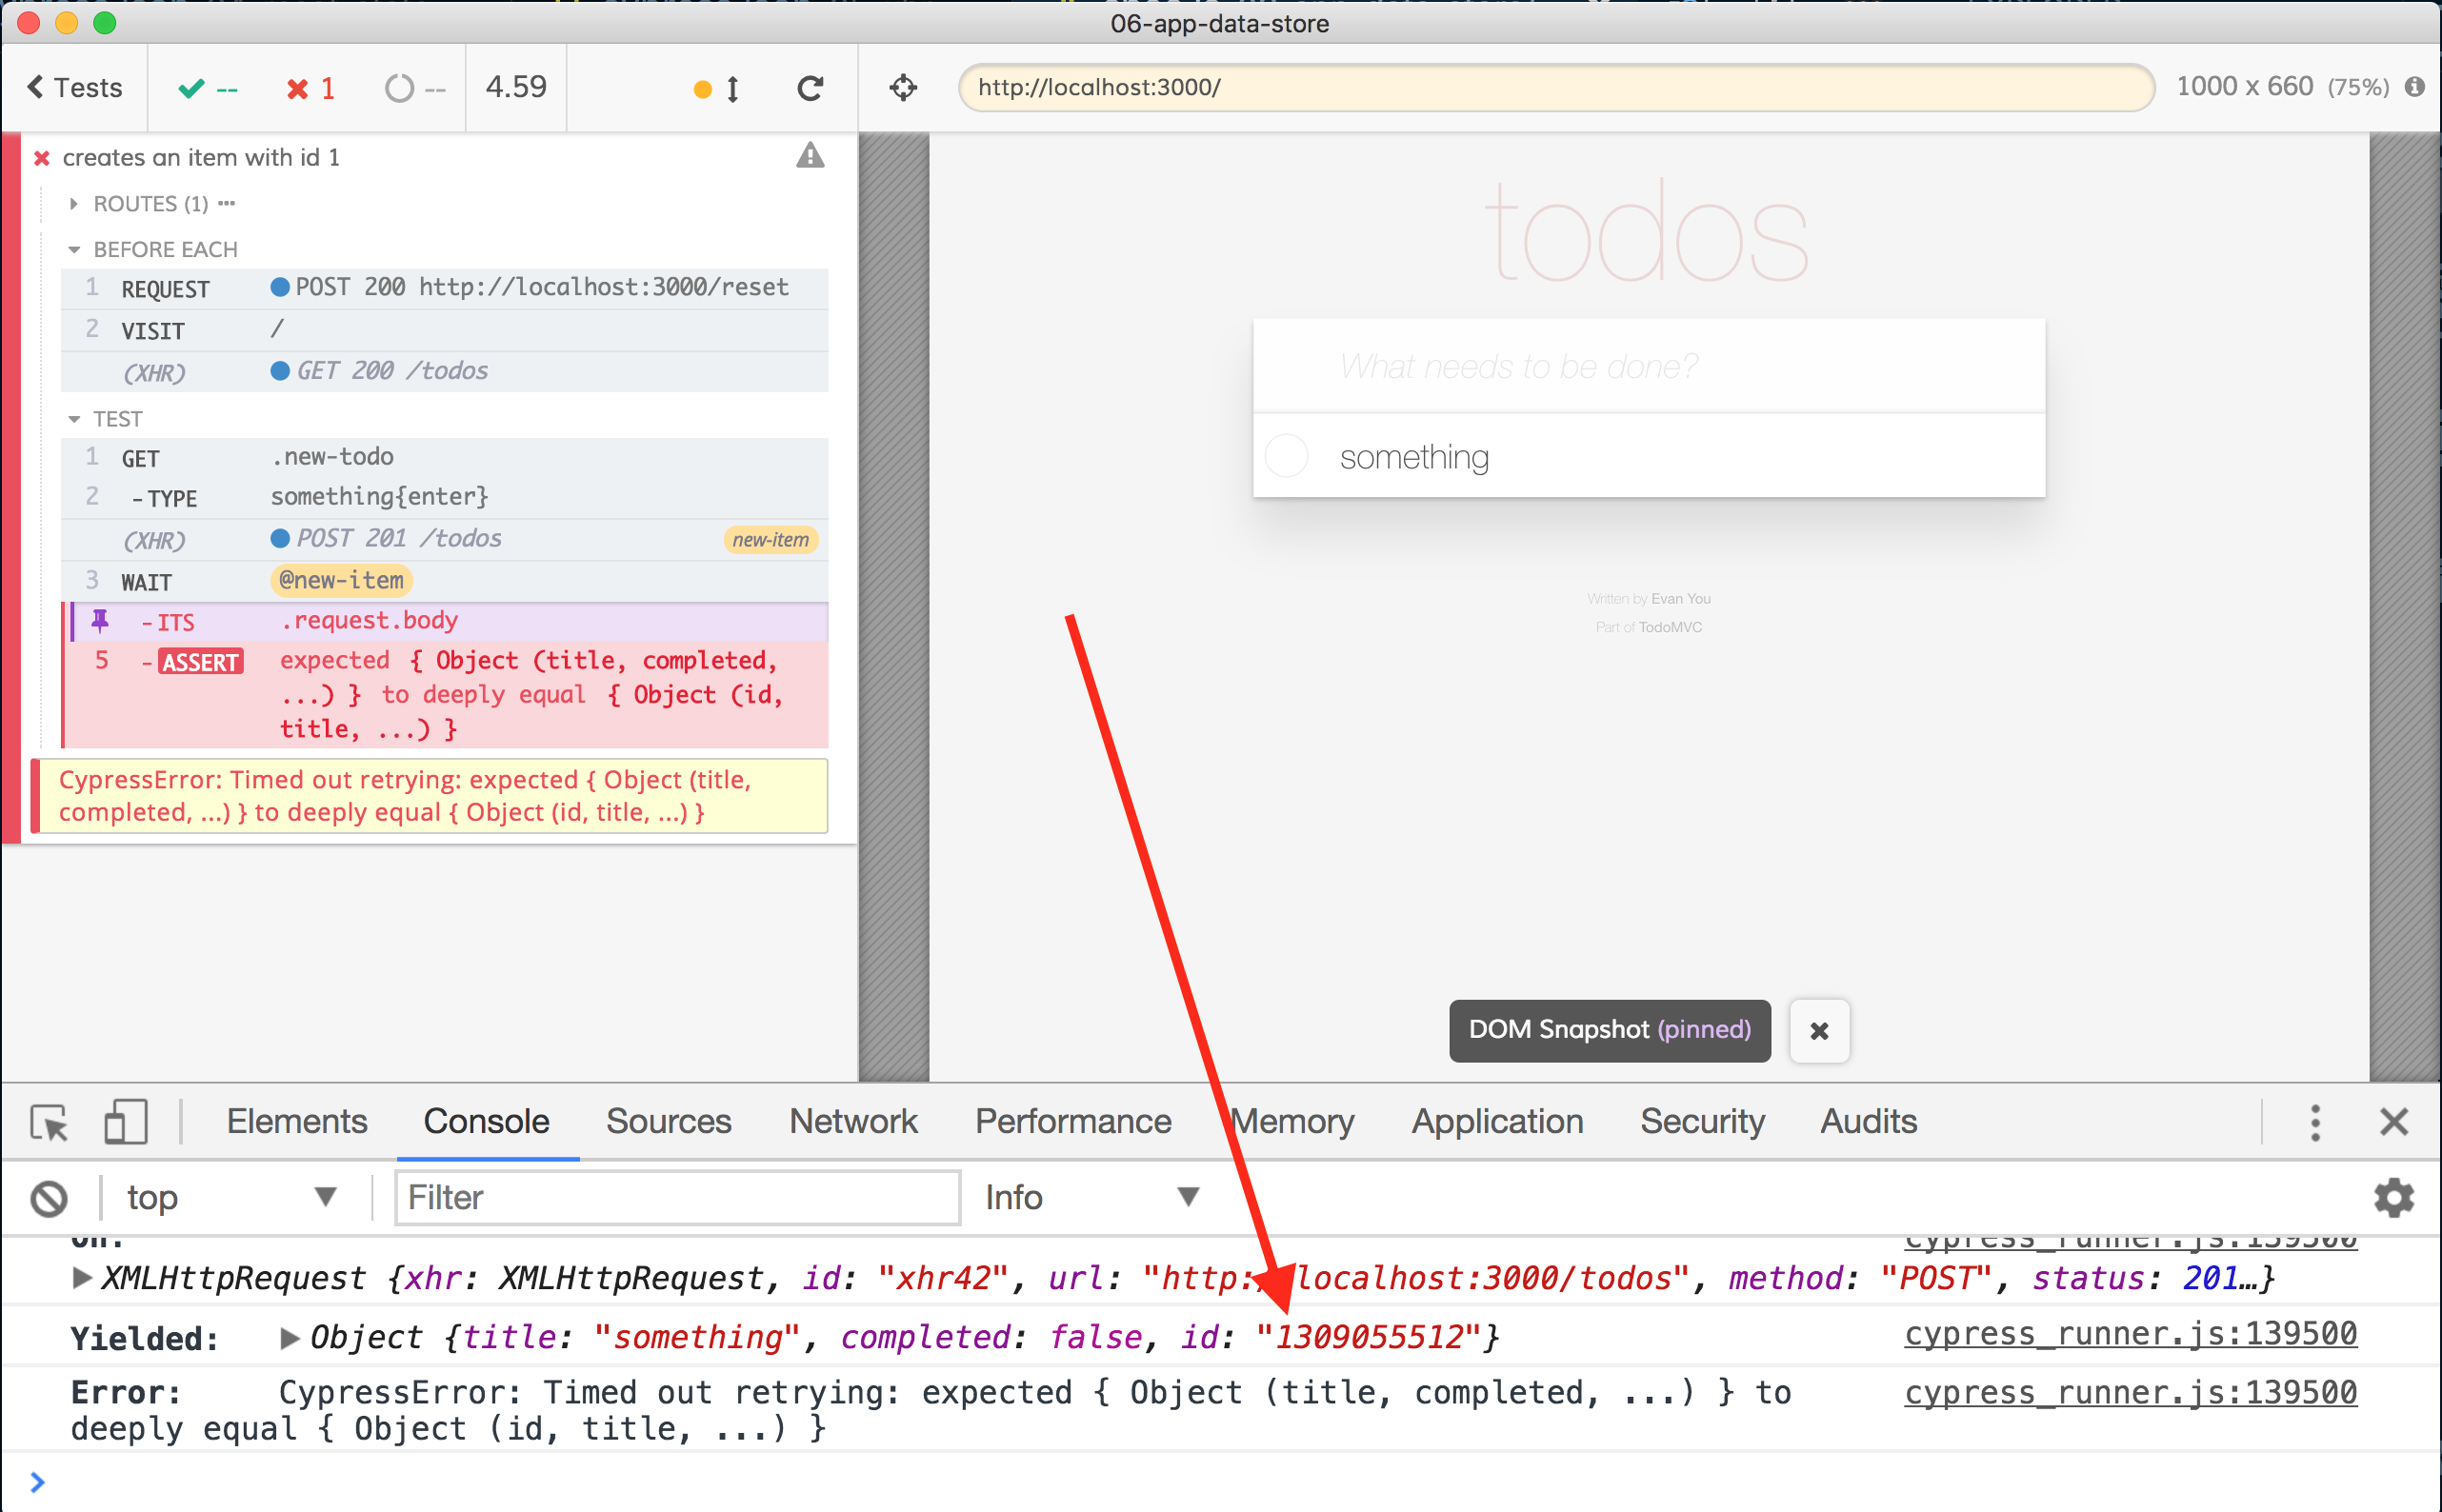 06-app-data-store
Tests -- 1 -- 4.59
http://localhost:3000/ 1000 x 660 (75%)
creates an item with id 1
ROUTES (1)
BEFORE EACH
1 REQUEST POST 200 http://localhost:3000/reset
2 VISIT /
(XHR) GET 200 /todos
TEST
1 GET .new-todo
2 -TYPE something{enter}
(XHR) POST 201 /todos new-item
3 WAIT @new-item
-ITS .request.body
5 -ASSERT expected { Object (title, completed,
...) } to deeply equal { Object (id,
title, ...) }
CypressError: Timed out retrying: expected { Object (title,
completed, ...) } to deeply equal { Object (id, title, ...) }
todos
What needs to be done?
something
Written by Evan You
Part of TodoMVC
DOM Snapshot (pinned)
Elements Console Sources Network Performance Memory Application Security Audits
top Filter Info
on: cypress_runner.js:139500
XMLHttpRequest {xhr: XMLHttpRequest, id: "xhr42", url: "http://localhost:3000/todos", method: "POST", status: 201…}
Yielded: Object {title: "something", completed: false, id: "1309055512"} cypress_runner.js:139500
Error: CypressError: Timed out retrying: expected { Object (title, completed, ...) } to cypress_runner.js:139500
deeply equal { Object (id, title, ...) }